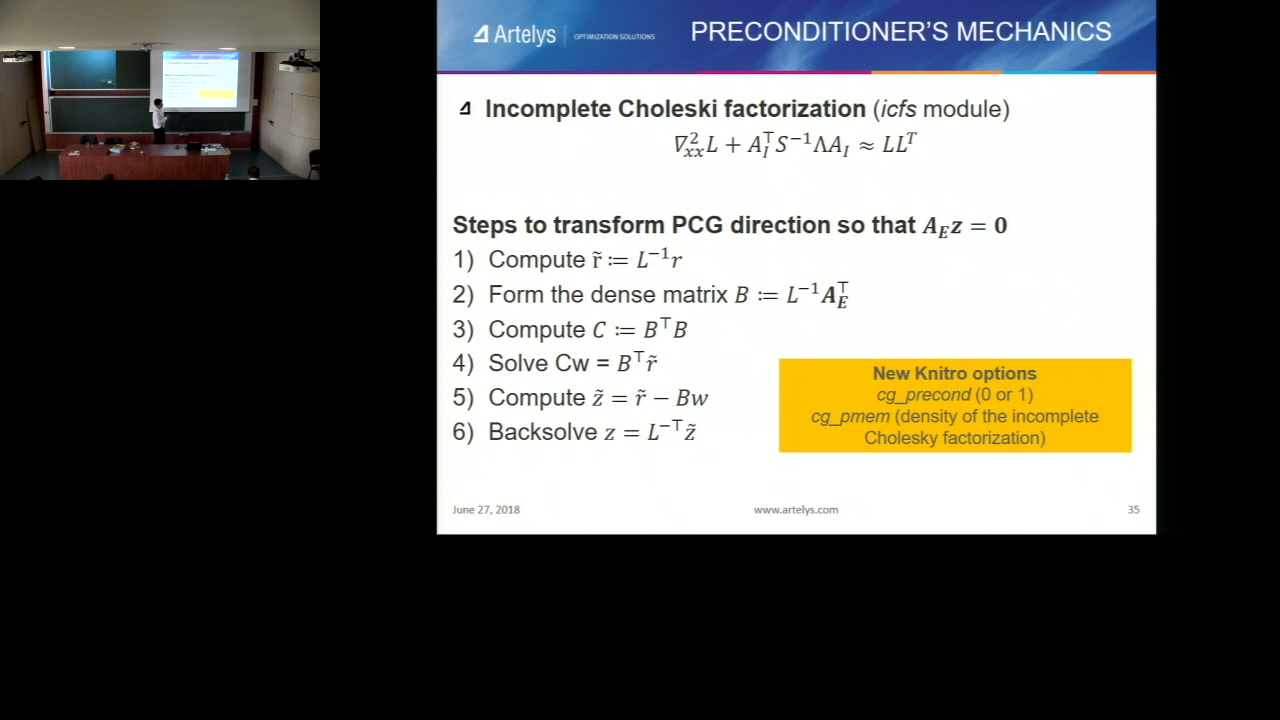 Artelys
OPTIMIZATION SOLUTIONS
PRECONDITIONER'S MECHANICS
Incomplete Choleski factorization (icfs module)
∇²ₓₓL + A_I^⊤ S⁻¹ΛA_I ≈ LL^T
Steps to transform PCG direction so that A_E z = 0
1) Compute r̃ := L⁻¹r
2) Form the dense matrix B := L⁻¹A_E^⊤
3) Compute C := B^⊤B
4) Solve Cw = B^⊤r̃
5) Compute z̃ = r̃ − Bw
6) Backsolve z = L^{−⊤}z̃
New Knitro options
cg_precond (0 or 1)
cg_pmem (density of the incomplete
Cholesky factorization)
June 27, 2018
www.artelys.com
35